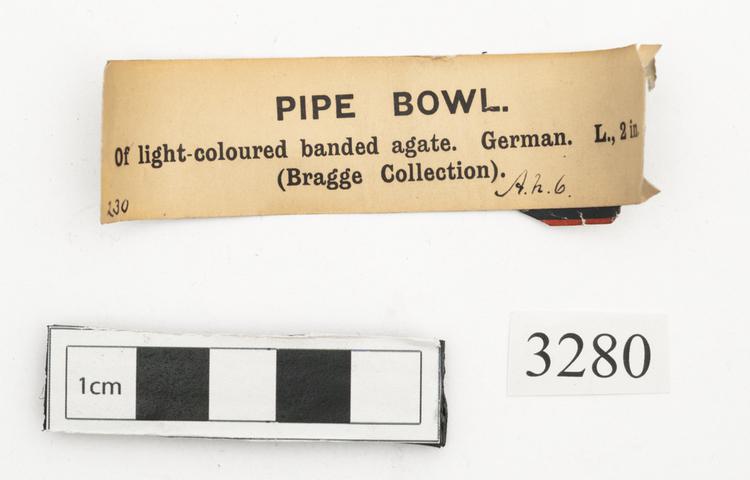 PIPE BOWL.
Of light-coloured banded agate. German. L., 2 in.
(Bragge Collection).
A.h.6.
230
1cm
3280